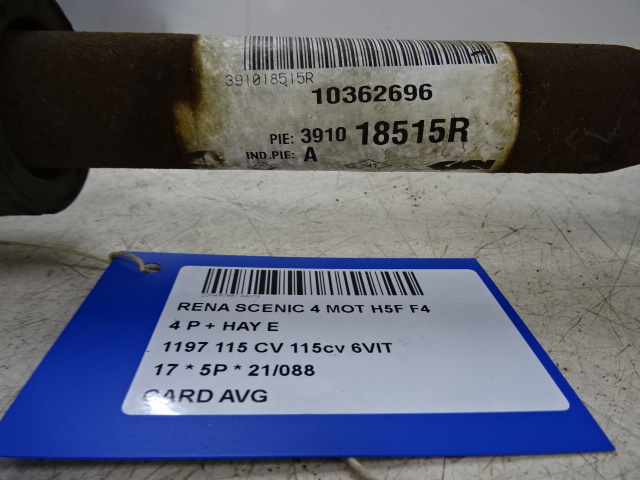 391018515R
10362696
PIE: 3910 18515R
IND.PIE: A
RENA SCENIC 4 MOT H5F F4
4 P + HAY E
1197 115 CV 115cv 6VIT
17 * 5P * 21/088
CARD AVG